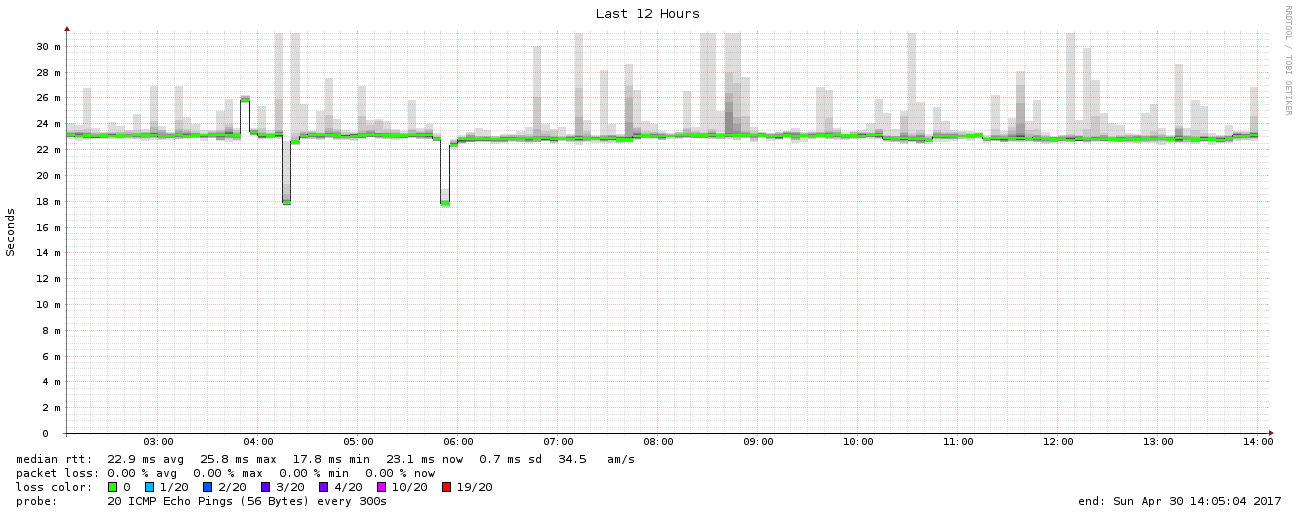 Last 12 Hours
RRDTOOL / TOBI OETIKER
Seconds
30 m
28 m
26 m
24 m
22 m
20 m
18 m
16 m
14 m
12 m
10 m
8 m
6 m
4 m
2 m
0
03:00 04:00 05:00 06:00 07:00 08:00 09:00 10:00 11:00 12:00 13:00 14:00
median rtt: 22.9 ms avg 25.8 ms max 17.8 ms min 23.1 ms now 0.7 ms sd 34.5 am/s
packet loss: 0.00 % avg 0.00 % max 0.00 % min 0.00 % now
loss color: 0 1/20 2/20 3/20 4/20 10/20 19/20
probe: 20 ICMP Echo Pings (56 Bytes) every 300s end: Sun Apr 30 14:05:04 2017